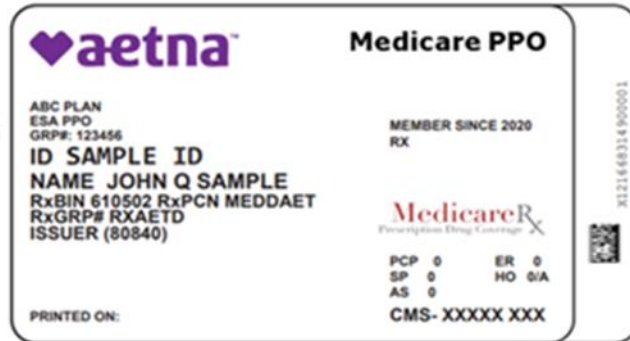 aetna™
Medicare PPO
ABC PLAN
ESA PPO
GRP#: 123456
ID SAMPLE ID
NAME JOHN Q SAMPLE
RxBIN 610502 RxPCN MEDDAET
RxGRP# RXAETD
ISSUER (80840)
PRINTED ON:
MEMBER SINCE 2020
RX
MedicareRx
Prescription Drug Coverage
PCP 0 ER 0
SP 0 HO 0/A
AS 0
CMS- XXXXX XXX
X121668314900001